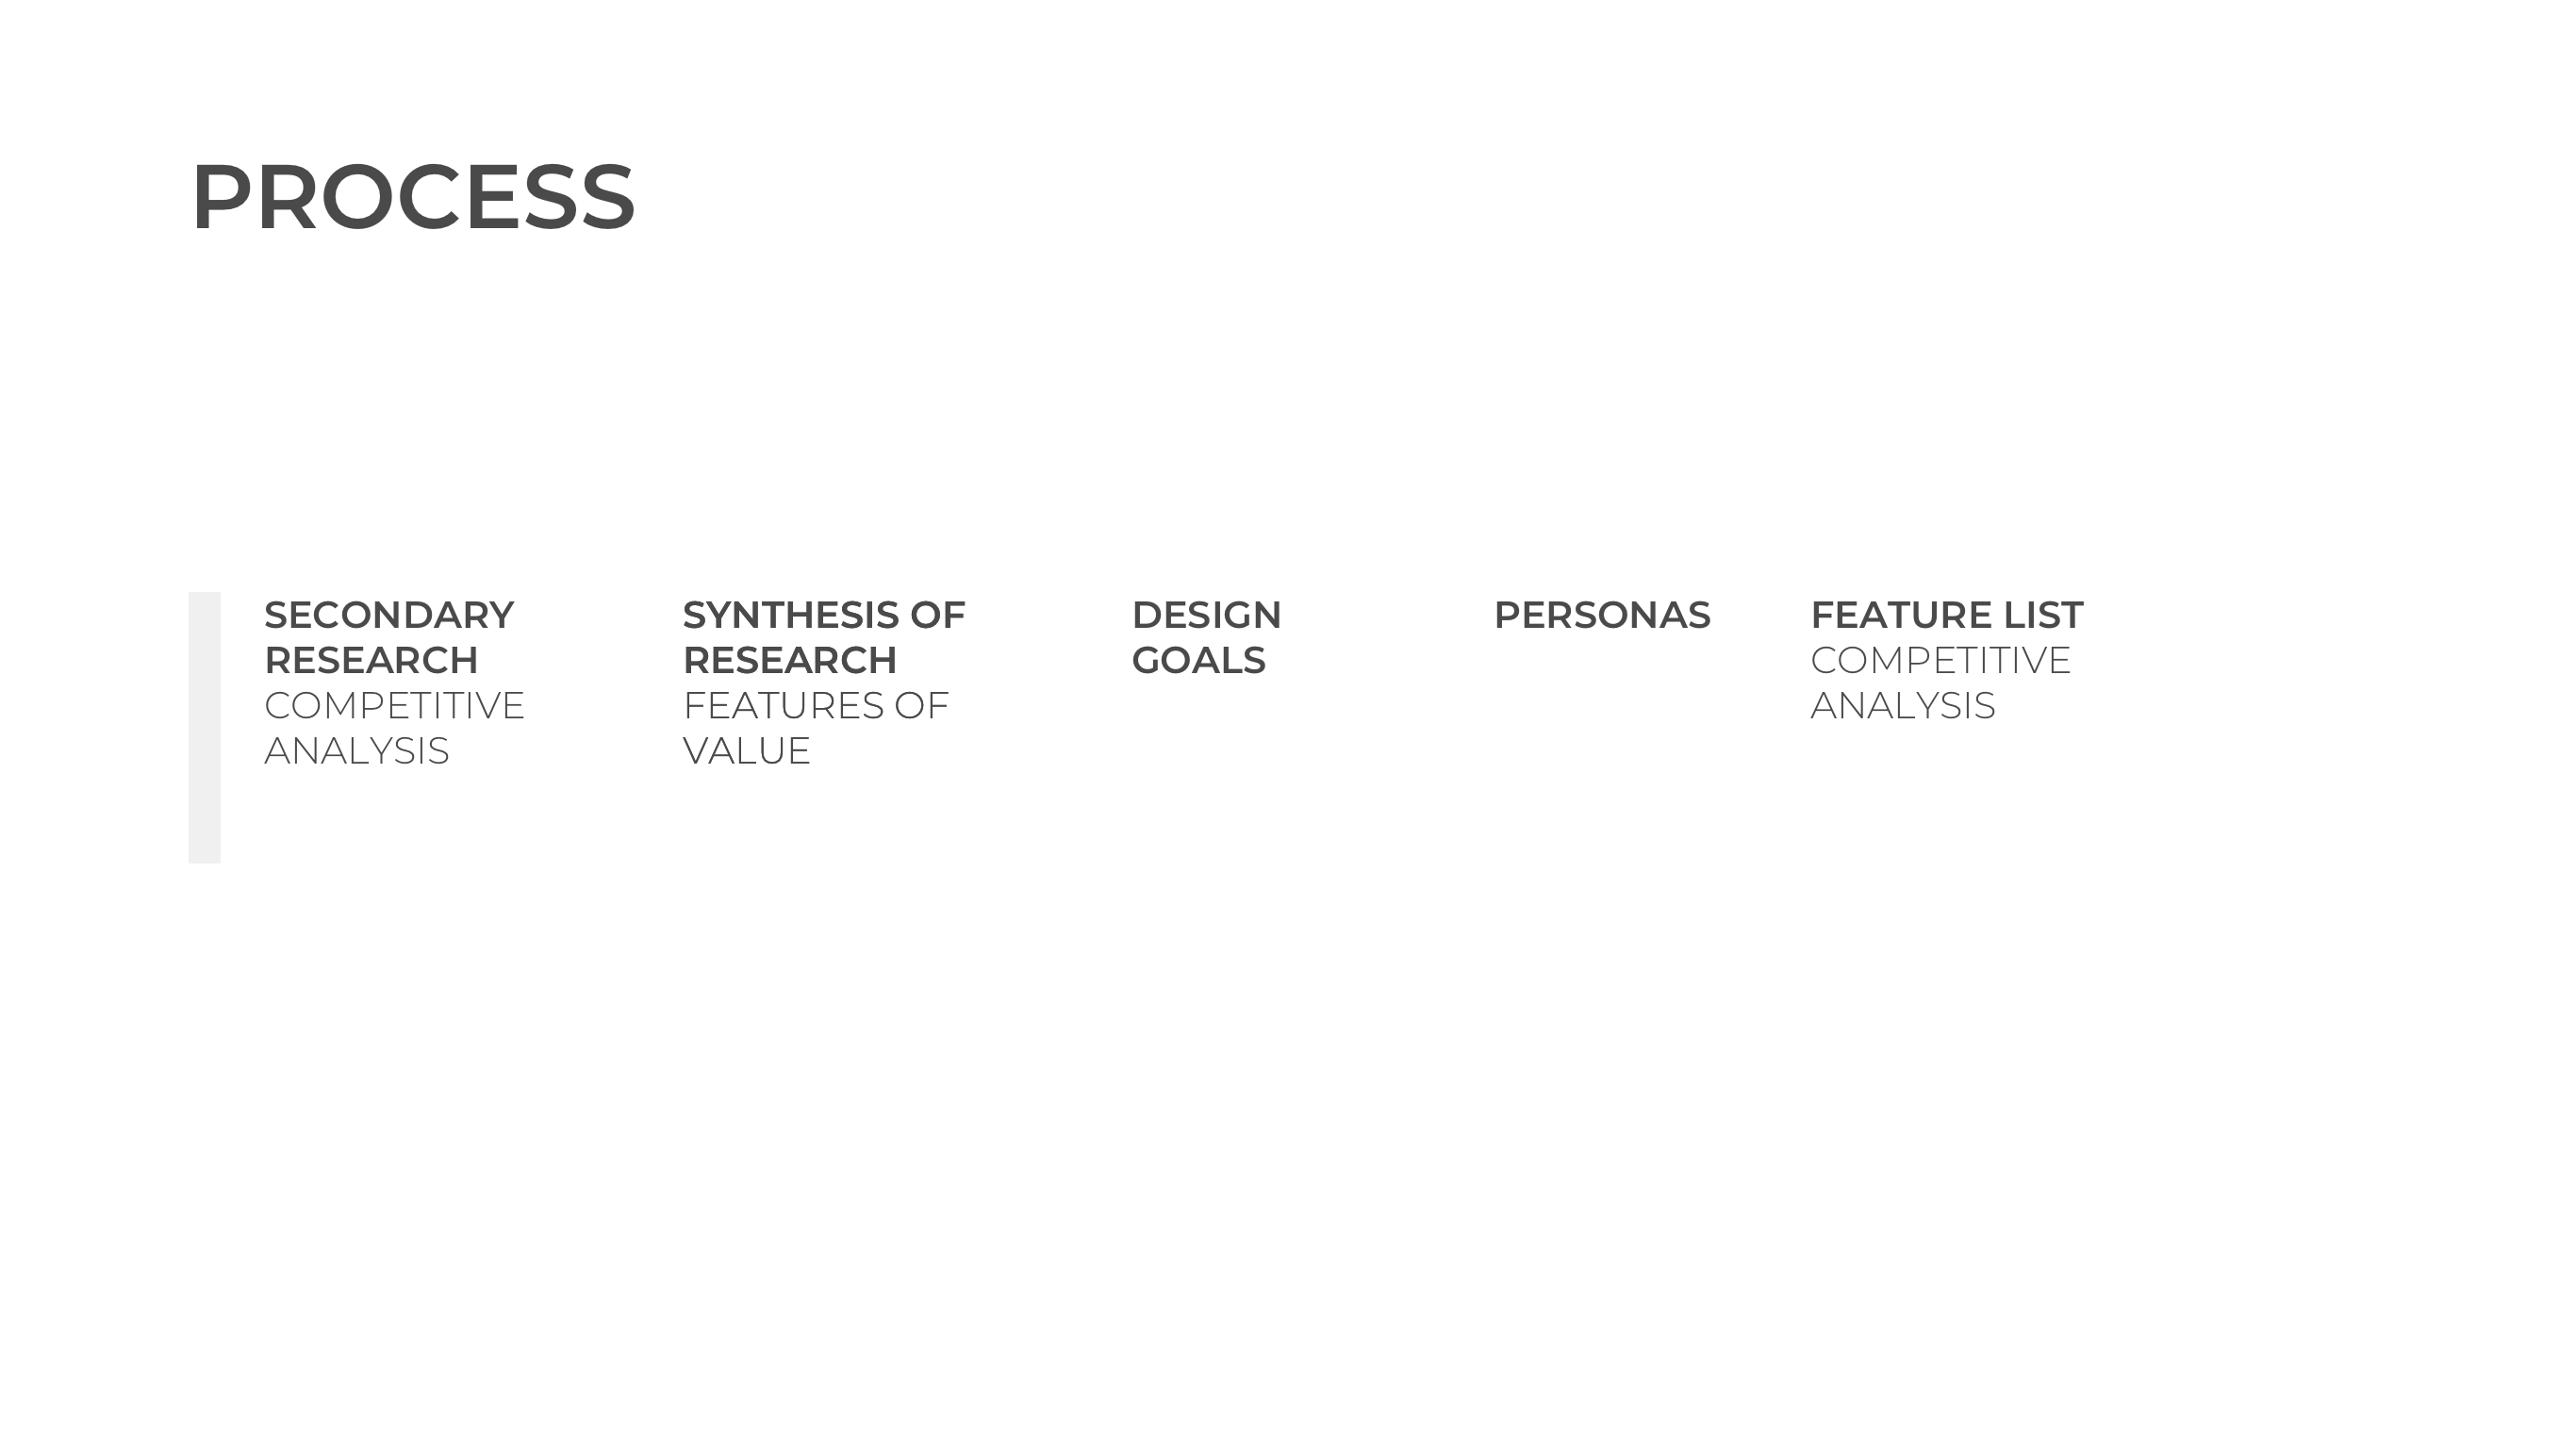 PROCESS
SECONDARY
RESEARCH
COMPETITIVE
ANALYSIS
SYNTHESIS OF
RESEARCH
FEATURES OF
VALUE
DESIGN
GOALS
PERSONAS
FEATURE LIST
COMPETITIVE
ANALYSIS